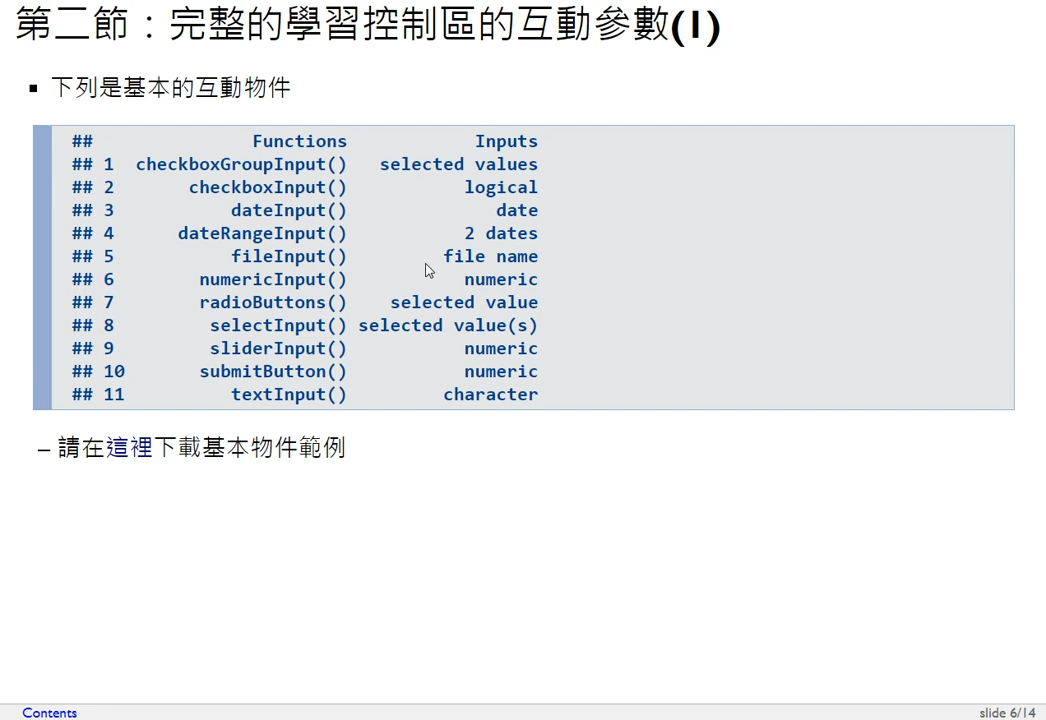 第二節：完整的學習控制區的互動參數(1)
下列是基本的互動物件
## Functions Inputs
## 1 checkboxGroupInput() selected values
## 2 checkboxInput() logical
## 3 dateInput() date
## 4 dateRangeInput() 2 dates
## 5 fileInput() file name
## 6 numericInput() numeric
## 7 radioButtons() selected value
## 8 selectInput() selected value(s)
## 9 sliderInput() numeric
## 10 submitButton() numeric
## 11 textInput() character
– 請在這裡下載基本物件範例
Contents
slide 6/14